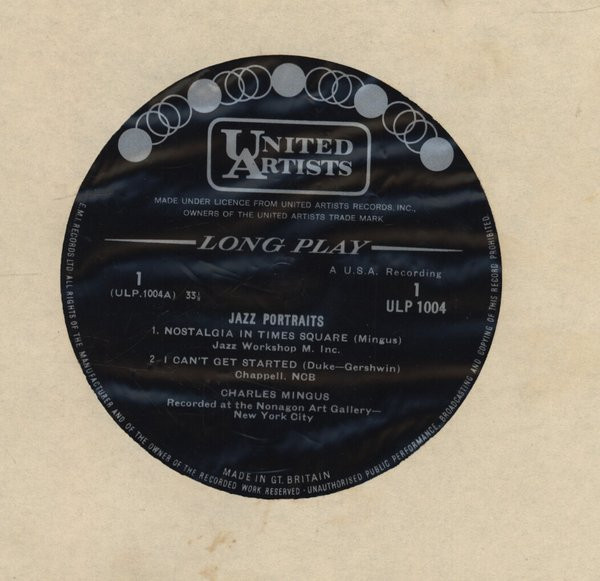 UNITED
ARTISTS
MADE UNDER LICENCE FROM UNITED ARTISTS RECORDS, INC.,
OWNERS OF THE UNITED ARTISTS TRADE MARK
LONG PLAY
A U.S.A. Recording
1
(ULP.1004A) 33⅓
1
ULP 1004
JAZZ PORTRAITS
1. NOSTALGIA IN TIMES SQUARE (Mingus)
Jazz Workshop M. Inc.
2. I CAN'T GET STARTED (Duke—Gershwin)
Chappell, NCB
CHARLES MINGUS
Recorded at the Nonagon Art Gallery—
New York City
MADE IN GT. BRITAIN
E.M.I. RECORDS LTD. ALL RIGHTS OF THE MANUFACTURER AND OF THE OWNER OF THE RECORDED WORK RESERVED - UNAUTHORISED PUBLIC PERFORMANCE, BROADCASTING AND COPYING OF THIS RECORD PROHIBITED.